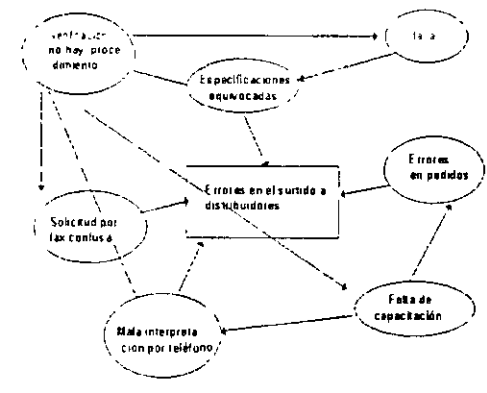 no hay proce
dimiento
Especificaciones
equivocadas
Errores
en pedidos
Errores en el surtido a
distribuidores
Solicitud por
fax confusa
Falta de
capacitación
Mala interpreta
cion por teléfono